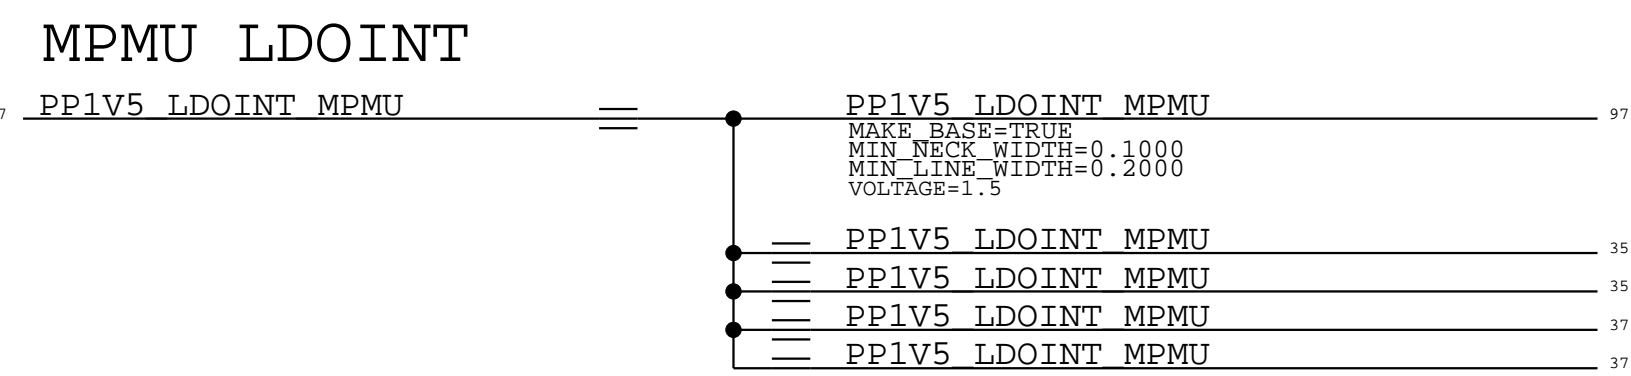 MPMU LDOINT
7 PP1V5_LDOINT_MPMU PP1V5_LDOINT_MPMU 97
MAKE_BASE=TRUE
MIN_NECK_WIDTH=0.1000
MIN_LINE_WIDTH=0.2000
VOLTAGE=1.5
PP1V5_LDOINT_MPMU 35
PP1V5_LDOINT_MPMU 35
PP1V5_LDOINT_MPMU 37
PP1V5_LDOINT_MPMU 37